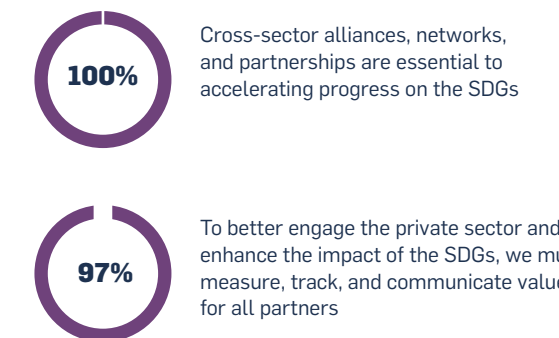 100%
Cross-sector alliances, networks,
and partnerships are essential to
accelerating progress on the SDGs
97%
To better engage the private sector and
enhance the impact of the SDGs, we
measure, track, and communicate value
for all partners